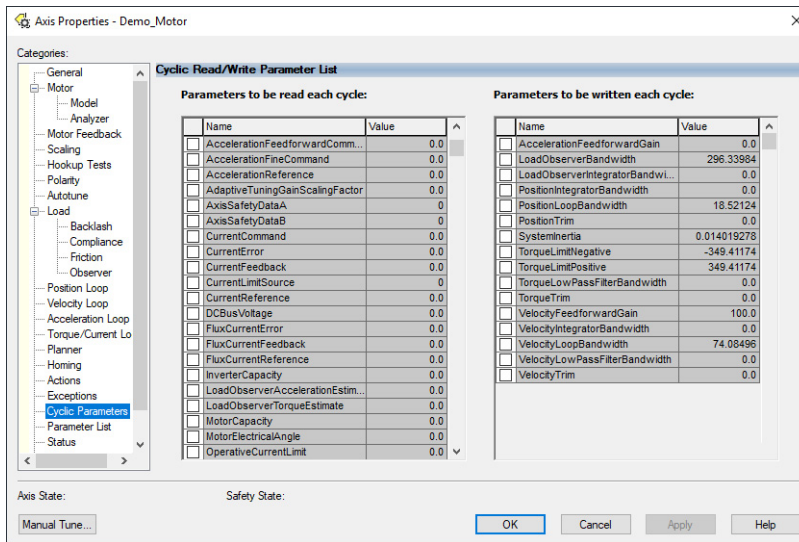 Axis Properties - Demo_Motor
Categories:
General
Motor
Model
Analyzer
Motor Feedback
Scaling
Hookup Tests
Polarity
Autotune
Load
Backlash
Compliance
Friction
Observer
Position Loop
Velocity Loop
Acceleration Loop
Torque/Current Lo
Planner
Homing
Actions
Exceptions
Cyclic Parameters
Parameter List
Status
Cyclic Read/Write Parameter List
Parameters to be read each cycle:
Name Value
AccelerationFeedforwardComm... 0.0
AccelerationFineCommand 0.0
AccelerationReference 0.0
AdaptiveTuningGainScalingFactor 0.0
AxisSafetyDataA 0
AxisSafetyDataB 0
CurrentCommand 0.0
CurrentError 0.0
CurrentFeedback 0.0
CurrentLimitSource 0
CurrentReference 0.0
DCBusVoltage 0.0
FluxCurrentError 0.0
FluxCurrentFeedback 0.0
FluxCurrentReference 0.0
InverterCapacity 0.0
LoadObserverAccelerationEstim... 0.0
LoadObserverTorqueEstimate 0.0
MotorCapacity 0.0
MotorElectricalAngle 0.0
OperativeCurrentLimit 0.0
Parameters to be written each cycle:
Name Value
AccelerationFeedforwardGain 0.0
LoadObserverBandwidth 296.33984
LoadObserverIntegratorBandwi... 0.0
PositionIntegratorBandwidth 0.0
PositionLoopBandwidth 18.52124
PositionTrim 0.0
SystemInertia 0.014019278
TorqueLimitNegative -349.41174
TorqueLimitPositive 349.41174
TorqueLowPassFilterBandwidth 0.0
TorqueTrim 0.0
VelocityFeedforwardGain 100.0
VelocityIntegratorBandwidth 0.0
VelocityLoopBandwidth 74.08496
VelocityLowPassFilterBandwidth 0.0
VelocityTrim 0.0
Axis State: Safety State:
Manual Tune... OK Cancel Apply Help